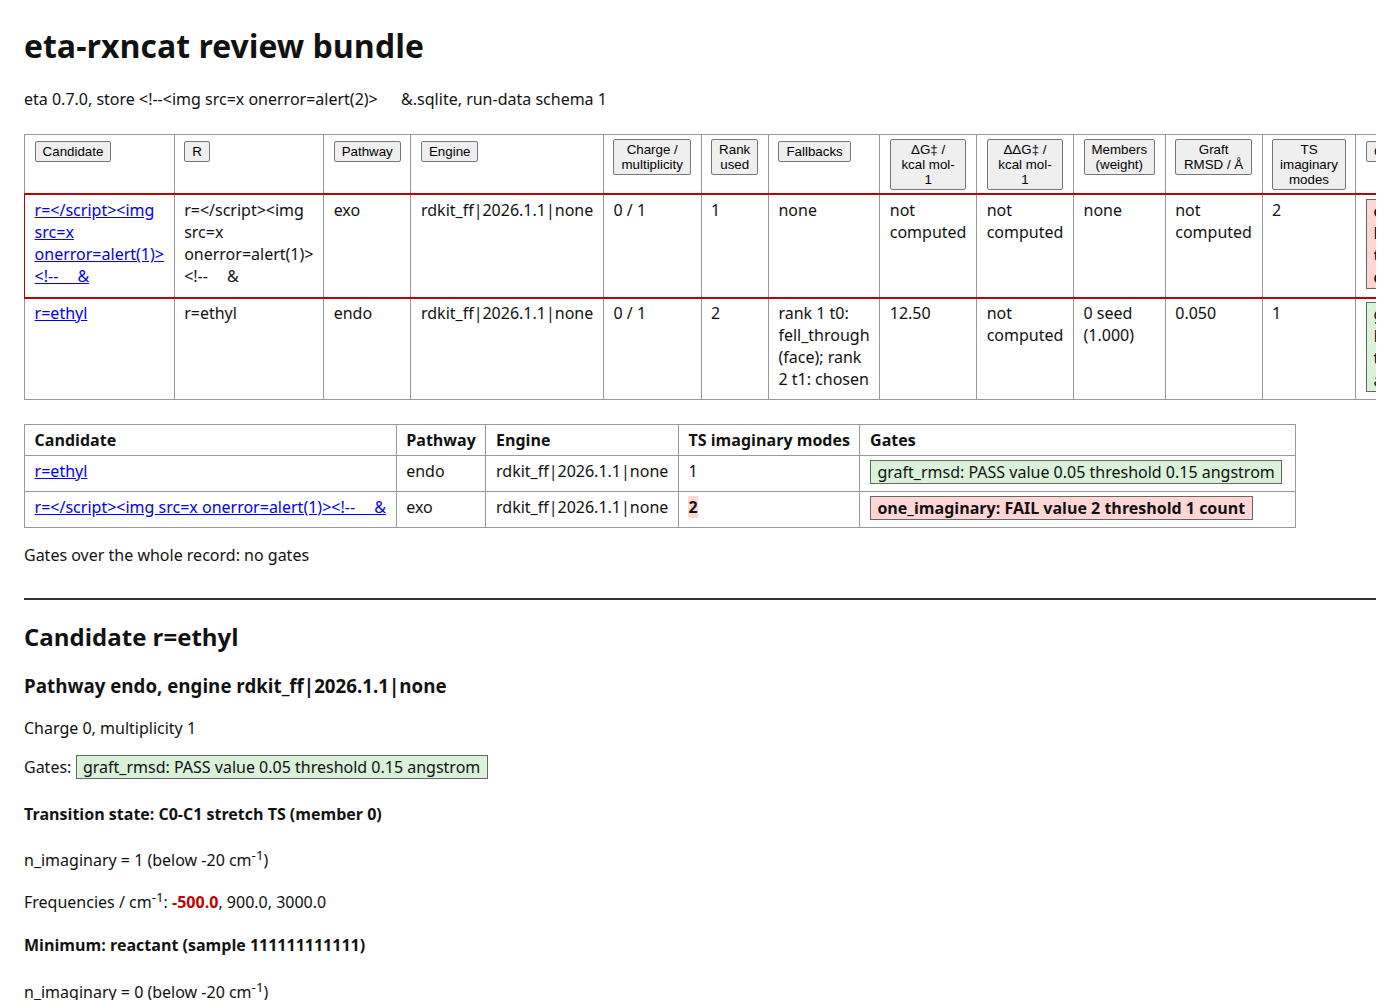 eta-rxncat review bundle
eta 0.7.0, store <!--<img src=x onerror=alert(2)>   &.sqlite, run-data schema 1
Candidate R Pathway Engine Charge / multiplicity Rank used Fallbacks ΔG‡ / kcal mol-1 ΔΔG‡ / kcal mol-1 Members (weight) Graft RMSD / Å TS imaginary modes
r=</script><img src=x onerror=alert(1)><!--   & r=</script><img src=x onerror=alert(1)><!--   & exo rdkit_ff|2026.1.1|none 0 / 1 1 none not computed not computed none not computed 2
r=ethyl r=ethyl endo rdkit_ff|2026.1.1|none 0 / 1 2 rank 1 t0: fell_through (face); rank 2 t1: chosen 12.50 not computed 0 seed (1.000) 0.050 1
Candidate Pathway Engine TS imaginary modes Gates
r=ethyl endo rdkit_ff|2026.1.1|none 1 graft_rmsd: PASS value 0.05 threshold 0.15 angstrom
r=</script><img src=x onerror=alert(1)><!--   & exo rdkit_ff|2026.1.1|none 2 one_imaginary: FAIL value 2 threshold 1 count
Gates over the whole record: no gates
Candidate r=ethyl
Pathway endo, engine rdkit_ff|2026.1.1|none
Charge 0, multiplicity 1
Gates: graft_rmsd: PASS value 0.05 threshold 0.15 angstrom
Transition state: C0-C1 stretch TS (member 0)
n_imaginary = 1 (below -20 cm-1)
Frequencies / cm-1: -500.0, 900.0, 3000.0
Minimum: reactant (sample 111111111111)
n_imaginary = 0 (below -20 cm-1)